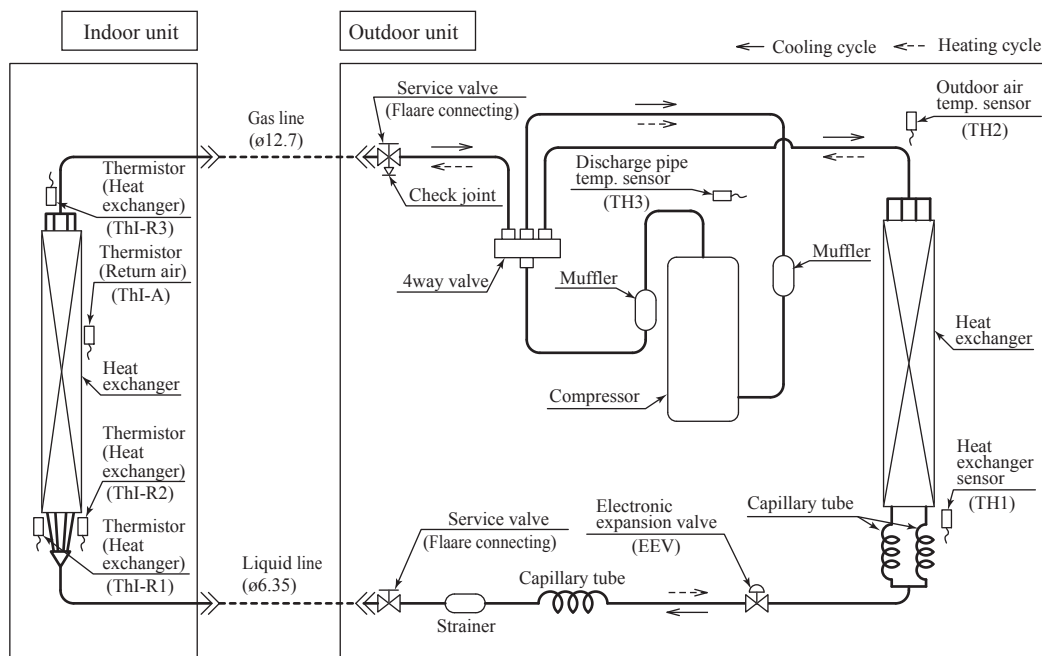 Indoor unit
Outdoor unit
Cooling cycle
Heating cycle
Service valve
(Flaare connecting)
Gas line
(ø12.7)
Check joint
4way valve
Discharge pipe
temp. sensor
(TH3)
Outdoor air
temp. sensor
(TH2)
Muffler
Muffler
Compressor
Heat
exchanger
Thermistor
(Heat
exchanger)
(ThI-R3)
Thermistor
(Return air)
(ThI-A)
Heat
exchanger
Thermistor
(Heat
exchanger)
(ThI-R2)
Thermistor
(Heat
exchanger)
(ThI-R1)
Liquid line
(ø6.35)
Service valve
(Flaare connecting)
Strainer
Capillary tube
Electronic
expansion valve
(EEV)
Capillary tube
Heat
exchanger
sensor
(TH1)